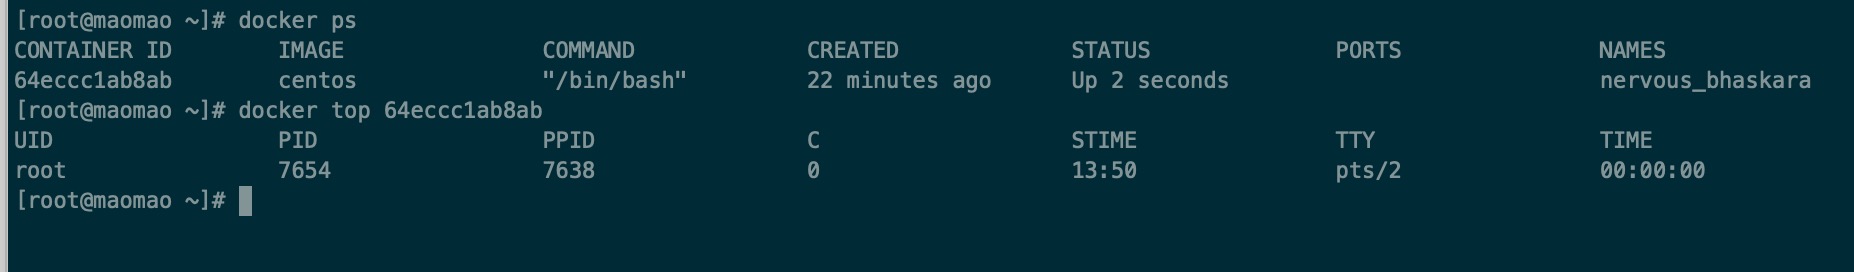 [root@maomao ~]# docker ps
CONTAINER ID IMAGE COMMAND CREATED STATUS PORTS NAMES
64eccc1ab8ab centos "/bin/bash" 22 minutes ago Up 2 seconds nervous_bhaskara
[root@maomao ~]# docker top 64eccc1ab8ab
UID PID PPID C STIME TTY TIME
root 7654 7638 0 13:50 pts/2 00:00:00
[root@maomao ~]#